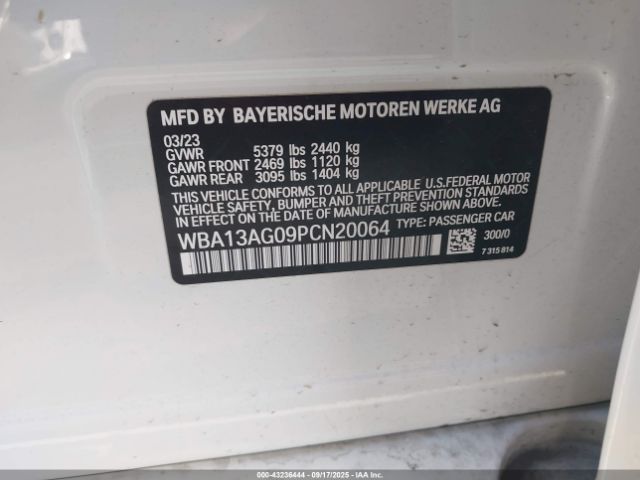 MFD BY BAYERISCHE MOTOREN WERKE AG
03/23
GVWR 5379 lbs 2440 kg
GAWR FRONT 2469 lbs 1120 kg
GAWR REAR 3095 lbs 1404 kg
THIS VEHICLE CONFORMS TO ALL APPLICABLE U.S.FEDERAL MOTOR
VEHICLE SAFETY, BUMPER, AND THEFT PREVENTION STANDARDS
IN EFFECT ON THE DATE OF MANUFACTURE SHOWN ABOVE.
WBA13AG09PCN20064 TYPE: PASSENGER CAR
300/0
7 315 814
000-43236444 - 09/17/2025 - COPYRIGHT IAA, LLC.